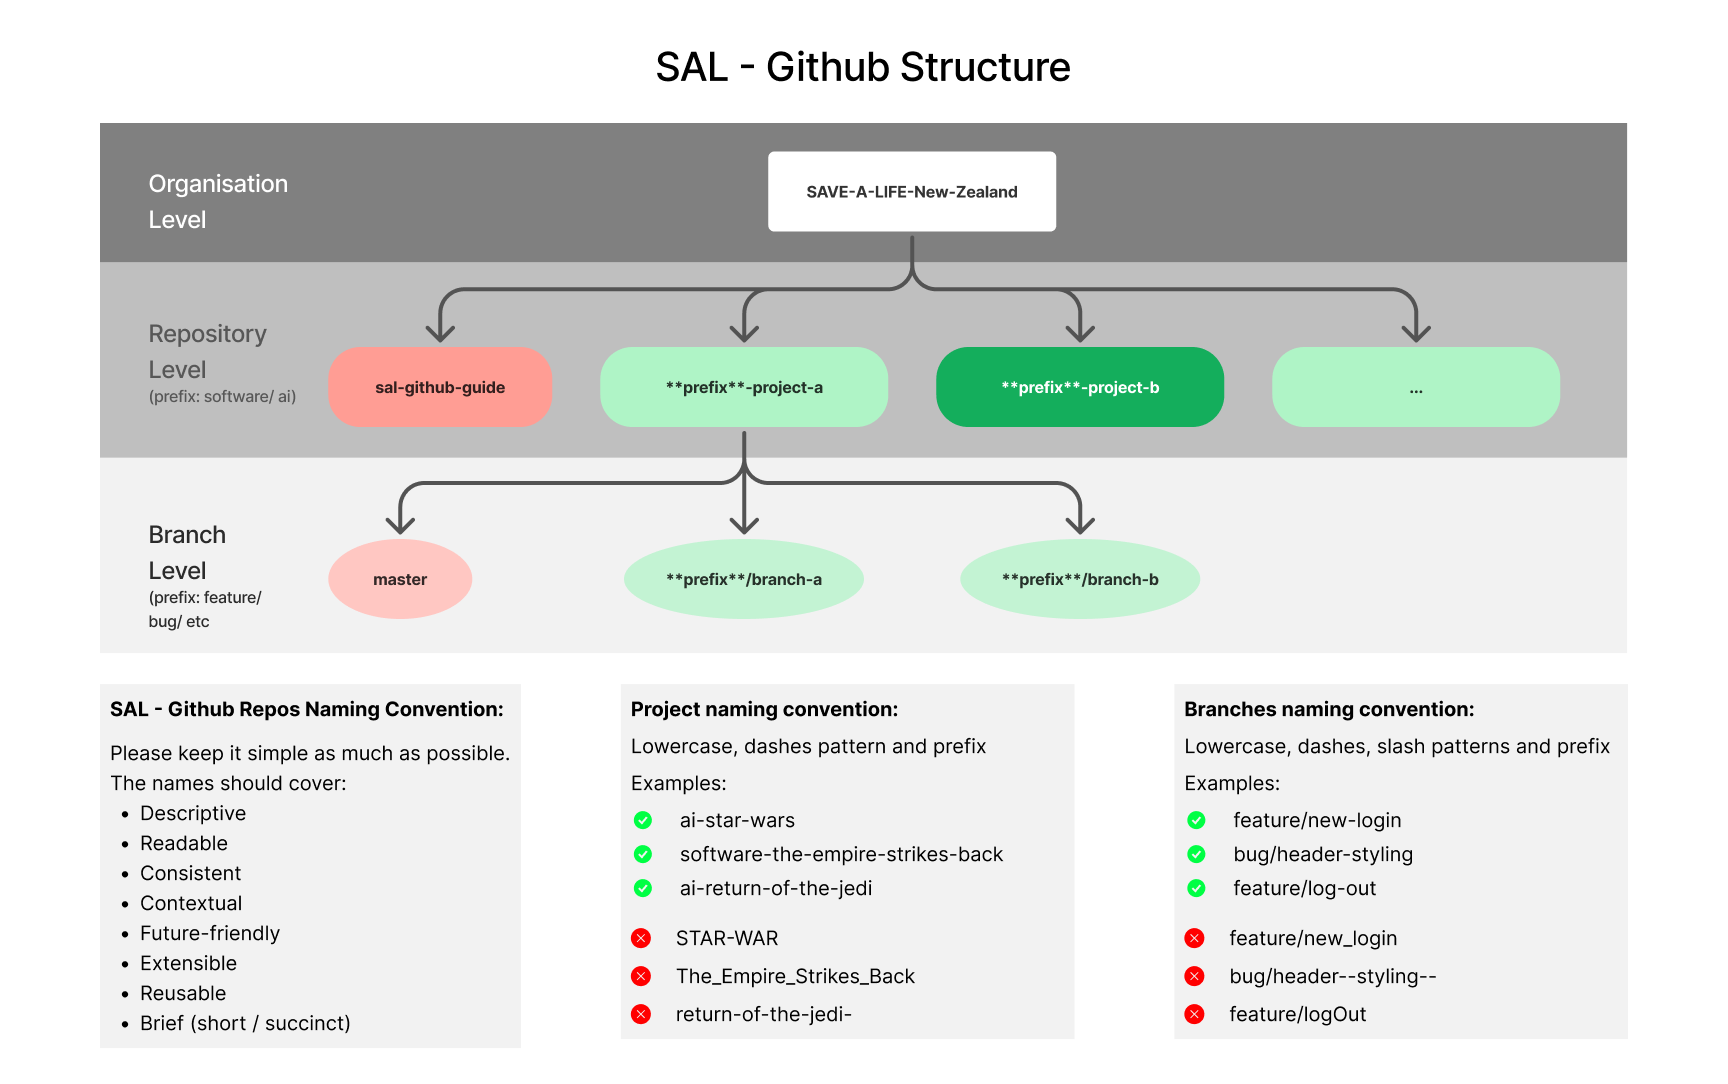 SAL - Github Structure
Organisation
Level
SAVE-A-LIFE-New-Zealand
Repository
Level
(prefix: software/ ai)
sal-github-guide
**prefix**-project-a
**prefix**-project-b
...
Branch
Level
(prefix: feature/
bug/ etc
master
**prefix**/branch-a
**prefix**/branch-b
SAL - Github Repos Naming Convention:
Please keep it simple as much as possible.
The names should cover:
• Descriptive
• Readable
• Consistent
• Contextual
• Future-friendly
• Extensible
• Reusable
• Brief (short / succinct)
Project naming convention:
Lowercase, dashes pattern and prefix
Examples:
ai-star-wars
software-the-empire-strikes-back
ai-return-of-the-jedi
STAR-WAR
The_Empire_Strikes_Back
return-of-the-jedi-
Branches naming convention:
Lowercase, dashes, slash patterns and prefix
Examples:
feature/new-login
bug/header-styling
feature/log-out
feature/new_login
bug/header--styling--
feature/logOut